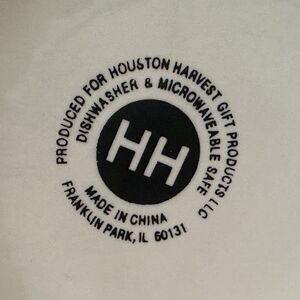 PRODUCED FOR HOUSTON HARVEST GIFT PRODUCTS LLC
DISHWASHER & MICROWAVEABLE SAFE
HH
MADE IN CHINA
FRANKLIN PARK, IL 60131